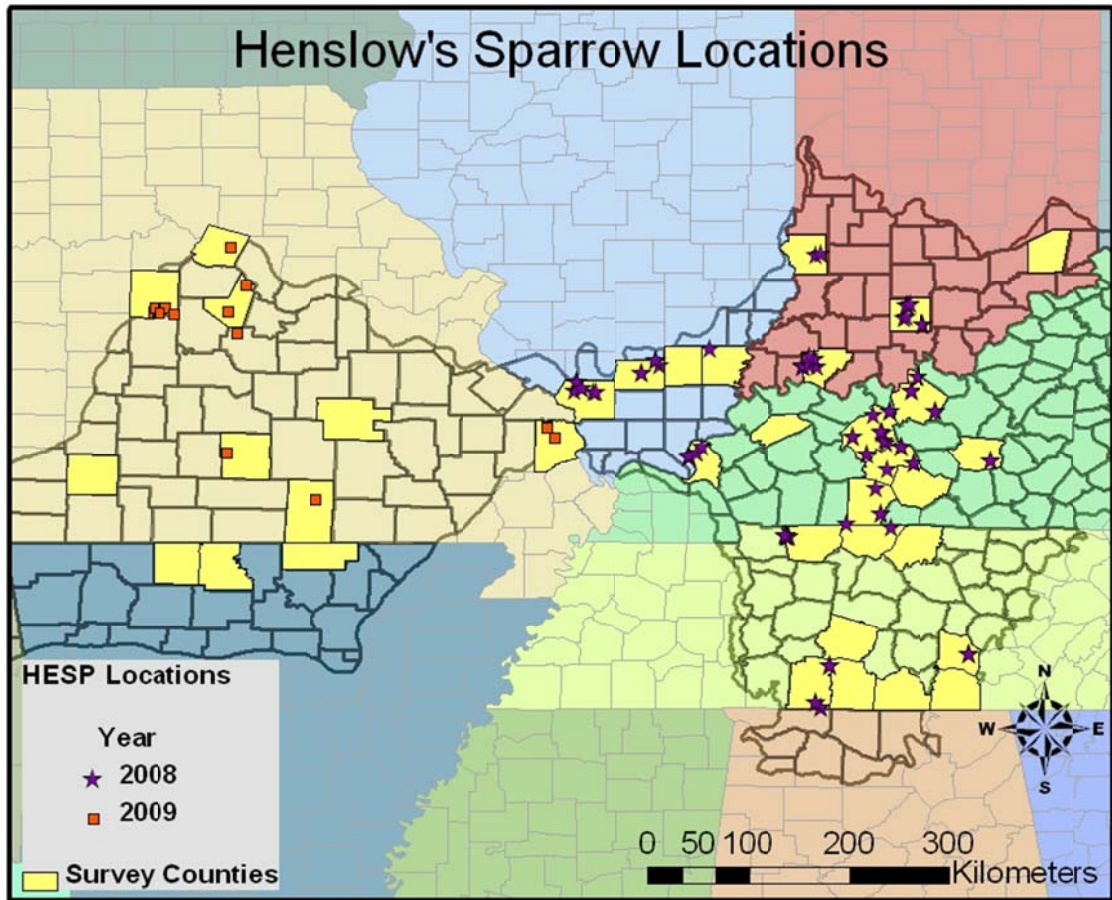 Henslow's Sparrow Locations
HESP Locations
Year
2008
2009
Survey Counties
N
W E
S
0 50 100 200 300
Kilometers